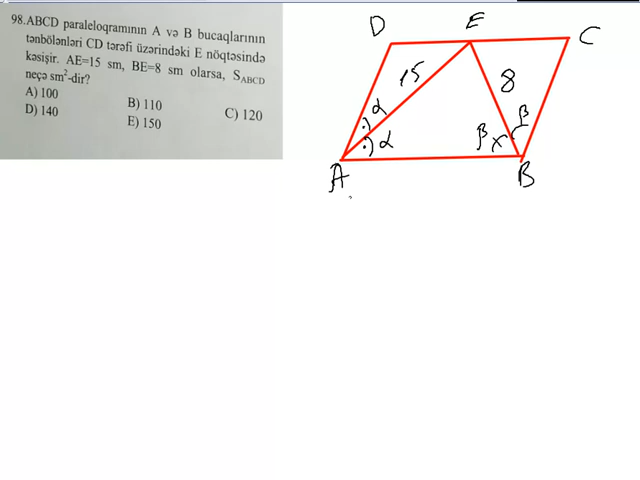 98.ABCD paraleloqramının A və B bucaqlarının
tənbölənləri CD tərəfi üzərindəki E nöqtəsində
kəsişir. AE=15 sm, BE=8 sm olarsa, S_ABCD
neçə sm²-dir?
A) 100
B) 110
C) 120
D) 140
E) 150
D E C
15 8
α β
α β x
A B